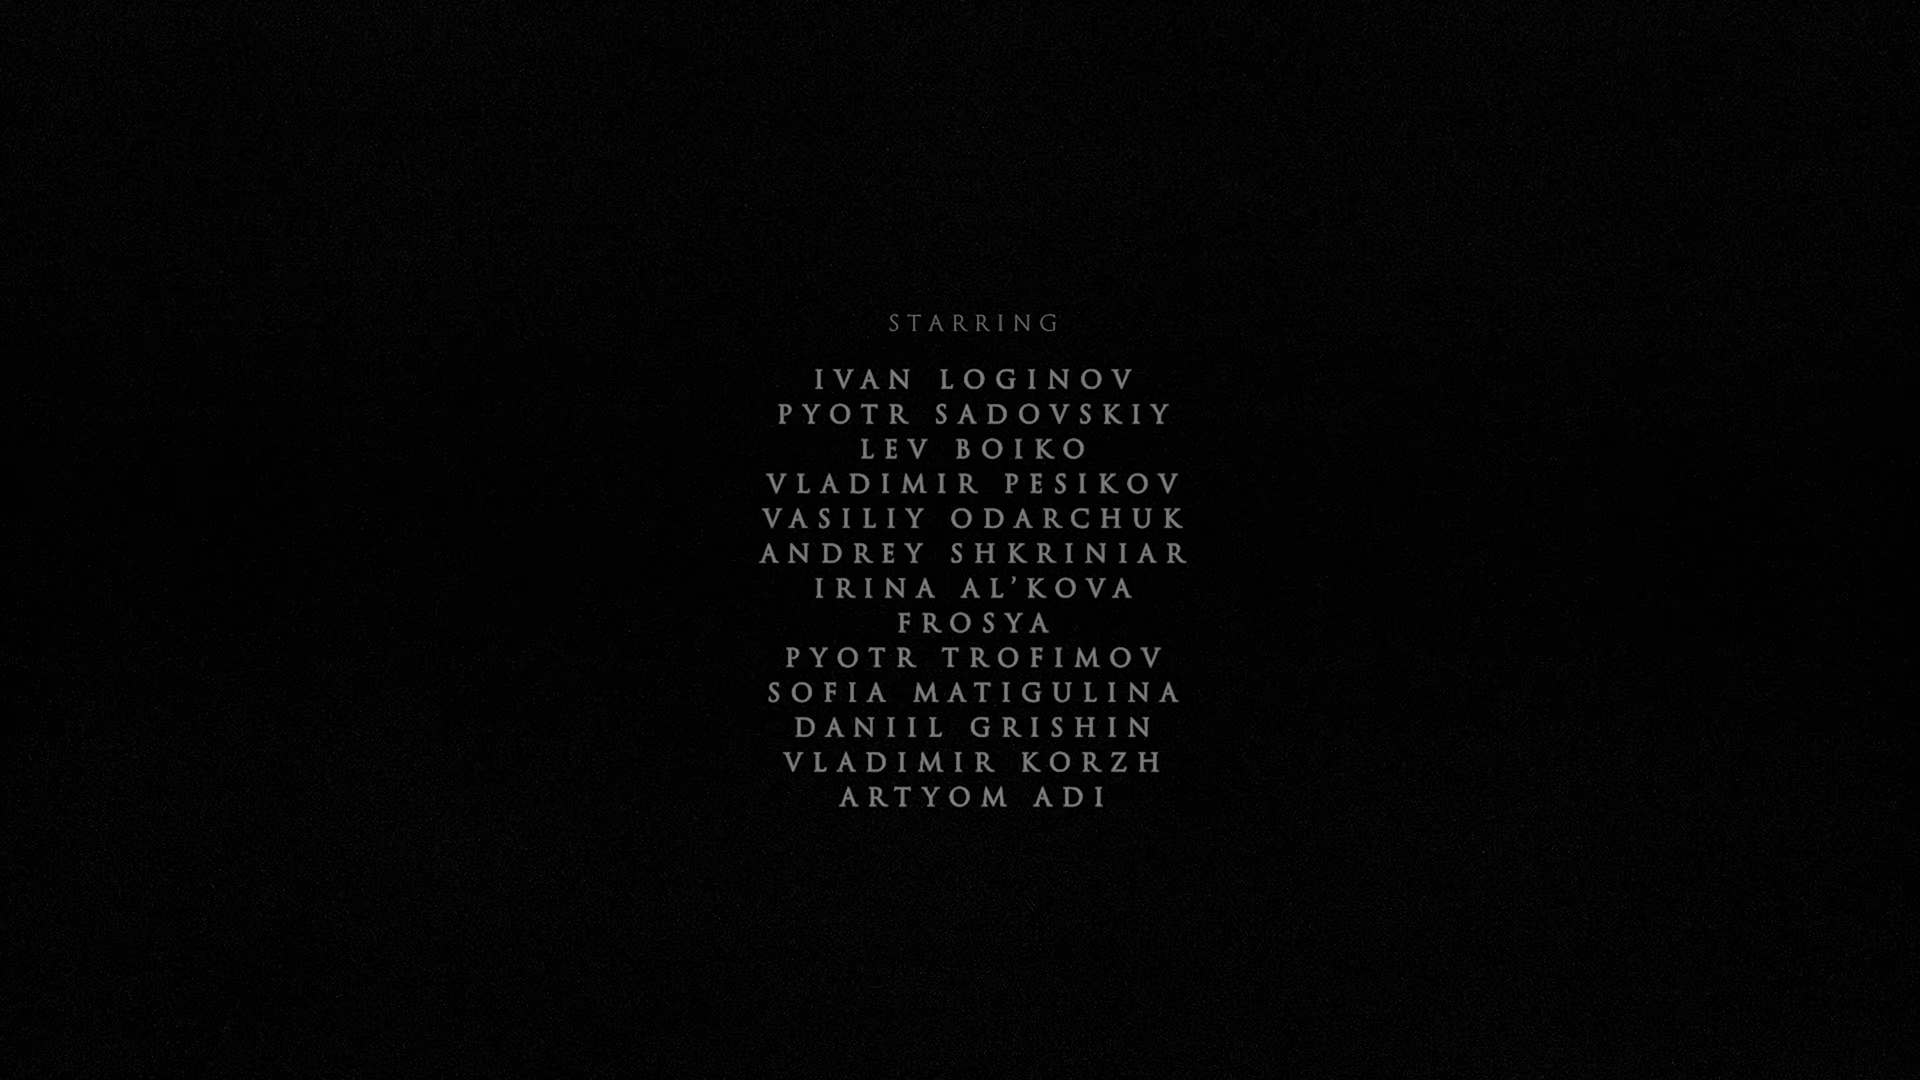 STARRING
IVAN LOGINOV
PYOTR SADOVSKIY
LEV BOIKO
VLADIMIR PESIKOV
VASILIY ODARCHUK
ANDREY SHKRINIAR
IRINA AL’KOVA
FROSYA
PYOTR TROFIMOV
SOFIA MATIGULINA
DANIIL GRISHIN
VLADIMIR KORZH
ARTYOM ADI